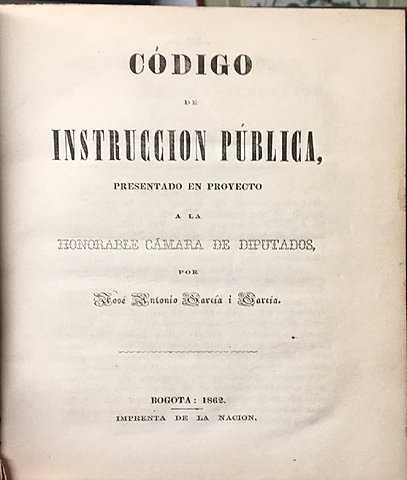 CÓDIGO
DE
INSTRUCCION PÚBLICA,
PRESENTADO EN PROYECTO
A LA
HONORABLE CÁMARA DE DIPUTADOS,
POR
José Antonio García i García.
BOGOTA: 1862.
IMPRENTA DE LA NACION.